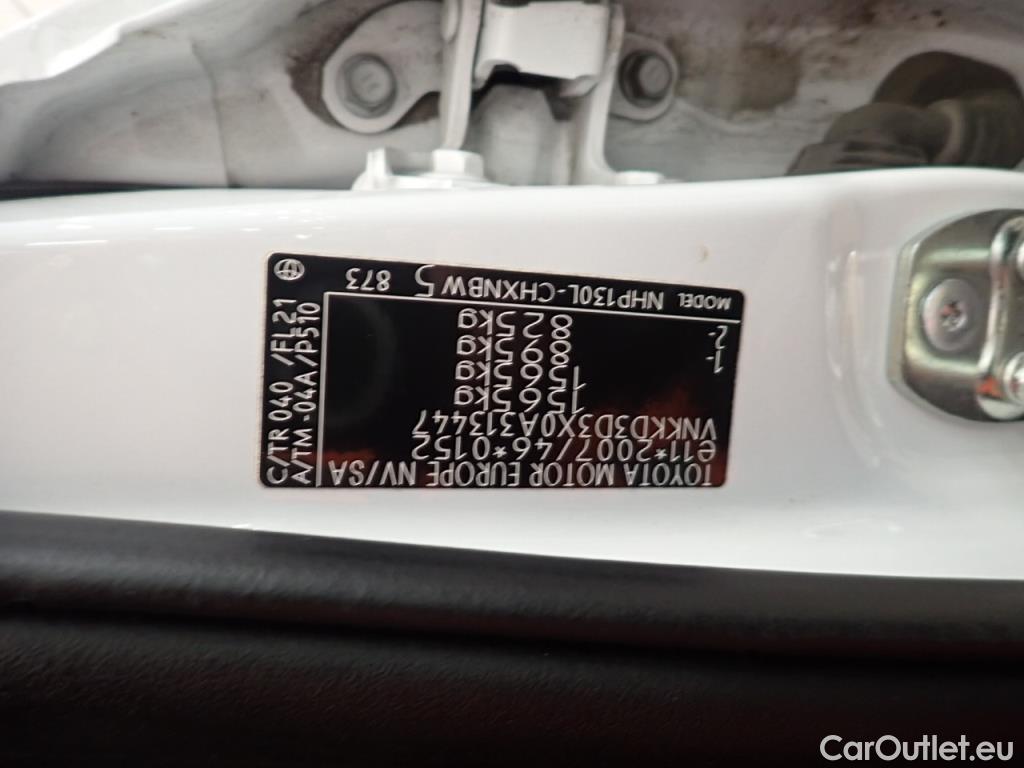 TOYOTA MOTOR EUROPE NV/SA
e11*2007/46*0152
VNKKD3D3X0A313447
1565kg
1565kg
1- 895kg
2- 825kg
MODEL NHP130L-CHXNBW 5 873
C/TR 040 /FL21
A/TM -04A/P510
CarOutlet.eu